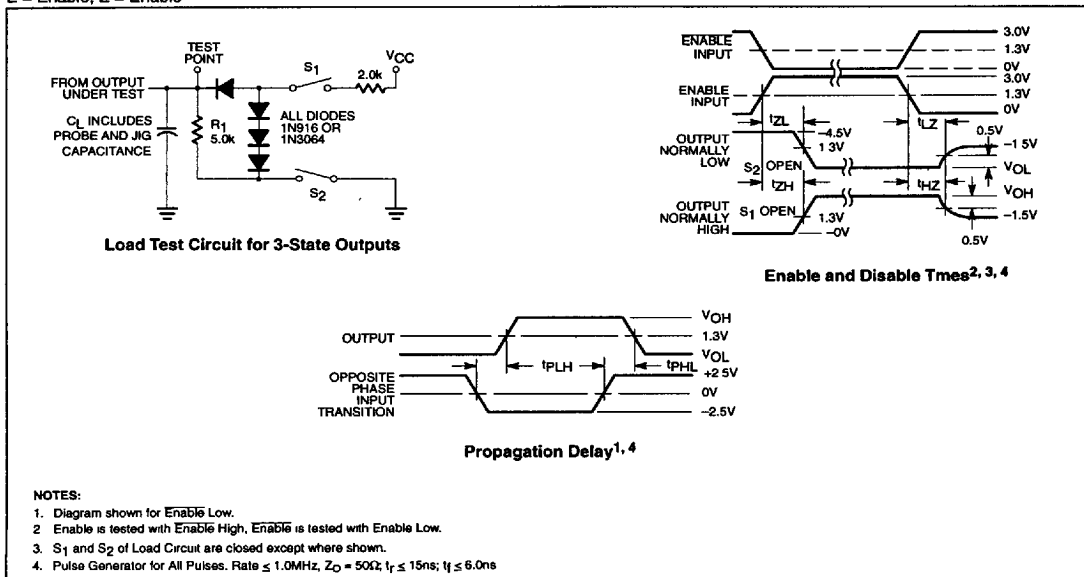 TEST
POINT
FROM OUTPUT
UNDER TEST
S1
2.0k
VCC
CL INCLUDES
PROBE AND JIG
CAPACITANCE
R1
5.0k
ALL DIODES
1N916 OR
1N3064
S2
Load Test Circuit for 3-State Outputs
ENABLE
INPUT
3.0V
1.3V
0V
ENABLE
INPUT
3.0V
1.3V
0V
tZL
tLZ
OUTPUT
NORMALLY
LOW
–4.5V
1.3V
S2 OPEN
0.5V
–1 5V
VOL
tZH
tHZ
OUTPUT
NORMALLY
HIGH
S1 OPEN
1.3V
–0V
VOH
–1.5V
0.5V
Enable and Disable Tmes2, 3, 4
OUTPUT
VOH
1.3V
VOL
tPLH
tPHL
OPPOSITE
PHASE
INPUT
TRANSITION
+2 5V
0V
–2.5V
Propagation Delay1, 4
NOTES:
1. Diagram shown for Enable Low.
2 Enable is tested with Enable High, Enable is tested with Enable Low.
3. S1 and S2 of Load Circuit are closed except where shown.
4. Pulse Generator for All Pulses. Rate ≤ 1.0MHz, ZO = 50Ω; tr ≤ 15ns; tf ≤ 6.0ns